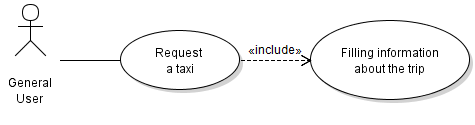 General
User
Request
a taxi
«include»
Filling information
about the trip